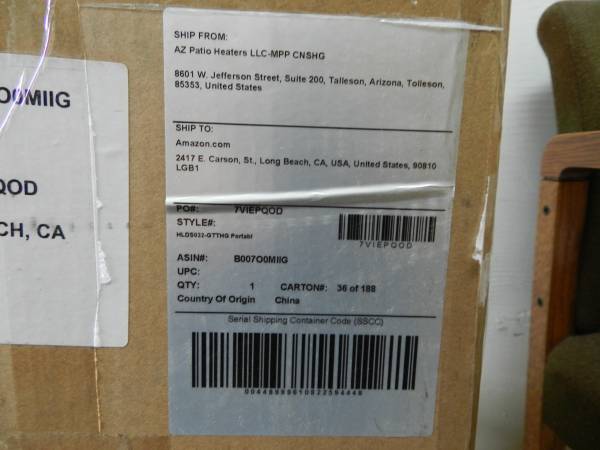 O0MIIG
QOD
CH, CA
SHIP FROM:
AZ Patio Heaters LLC-MPP CNSHG
8601 W. Jefferson Street, Suite 200, Talleson, Arizona, Tolleson,
85353, United States
SHIP TO:
Amazon.com
2417 E. Carson, St., Long Beach, CA, USA, United States, 90810
LGB1
PO#: 7VIEPQOD
STYLE#:
HLDS032-GTTHG Portabl
7VIEPQOD
ASIN#: B007O0MIIG
UPC:
QTY: 1 CARTON#: 36 of 188
Country Of Origin China
Serial Shipping Container Code (SSCC)